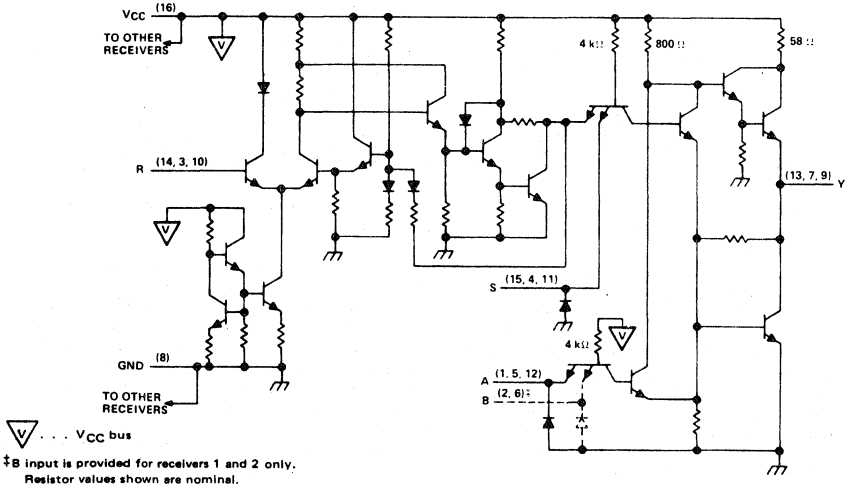 VCC (16)
TO OTHER
RECEIVERS
V
4 kΩ
800 Ω
58 Ω
R (14, 3, 10)
(13, 7, 9) Y
V
S (15, 4, 11)
V
4 kΩ
GND (8)
A (1, 5, 12)
B (2, 6)‡
TO OTHER
RECEIVERS
V ... VCC bus
‡B input is provided for receivers 1 and 2 only.
Resistor values shown are nominal.